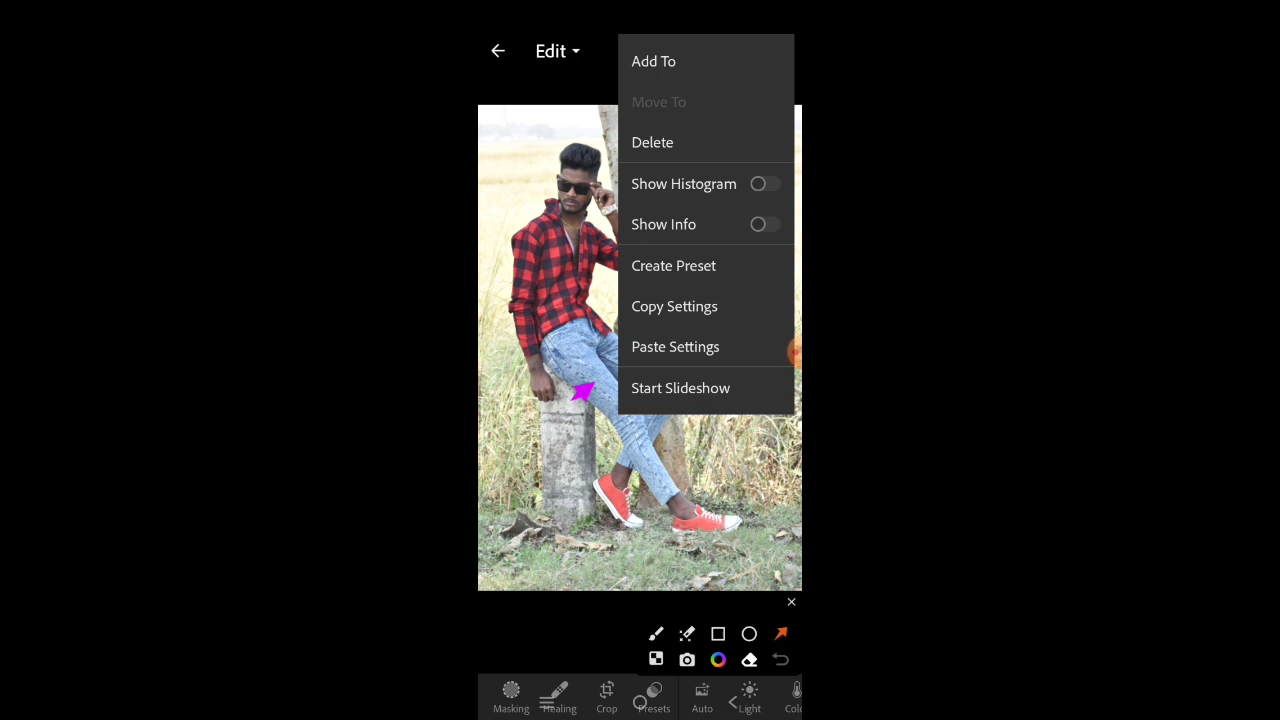 Edit
Add To
Move To
Delete
Show Histogram
Show Info
Create Preset
Copy Settings
Paste Settings
Start Slideshow
Masking Healing Crop Presets Auto Light